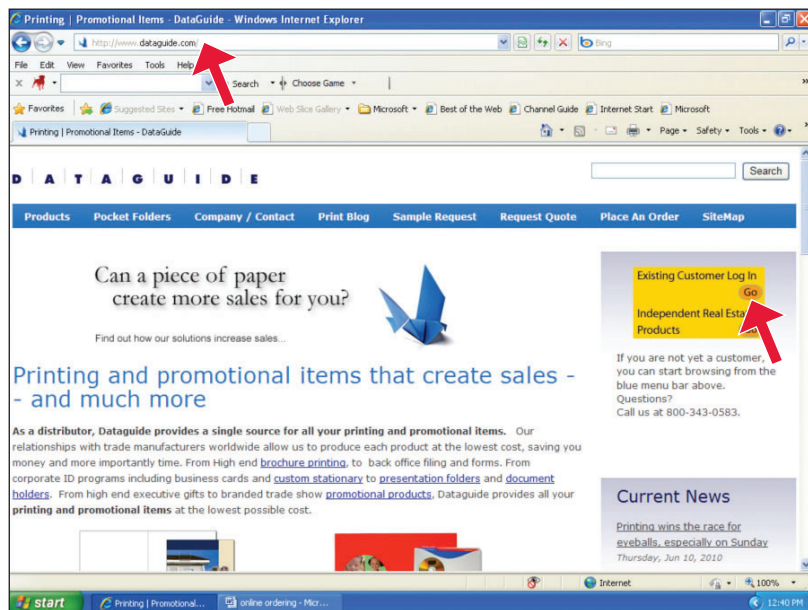 Printing | Promotional Items - DataGuide - Windows Internet Explorer
http://www.dataguide.com/
Bing
File Edit View Favorites Tools Help
Search Choose Game
Favorites Suggested Sites Free Hotmail Web Slice Gallery Microsoft Best of the Web Channel Guide Internet Start Microsoft
Printing | Promotional Items - DataGuide
Page Safety Tools
DATAGUIDE
Search
Products Pocket Folders Company / Contact Print Blog Sample Request Request Quote Place An Order SiteMap
Can a piece of paper
create more sales for you?
Find out how our solutions increase sales...
Existing Customer Log In
Go
Independent Real Esta
Products
If you are not yet a customer,
you can start browsing from the
blue menu bar above.
Questions?
Call us at 800-343-0583.
Printing and promotional items that create sales -
- and much more
As a distributor, Dataguide provides a single source for all your printing and promotional items. Our
relationships with trade manufacturers worldwide allow us to produce each product at the lowest cost, saving you
money and more importantly time. From High end brochure printing, to back office filing and forms. From
corporate ID programs including business cards and custom stationary to presentation folders and document
holders. From high end executive gifts to branded trade show promotional products, Dataguide provides all your
printing and promotional items at the lowest possible cost.
Current News
Printing wins the race for
eyeballs, especially on Sunday
Thursday, Jun 10, 2010
Internet 100%
start Printing | Promotional... online ordering - Micr... 12:40 PM